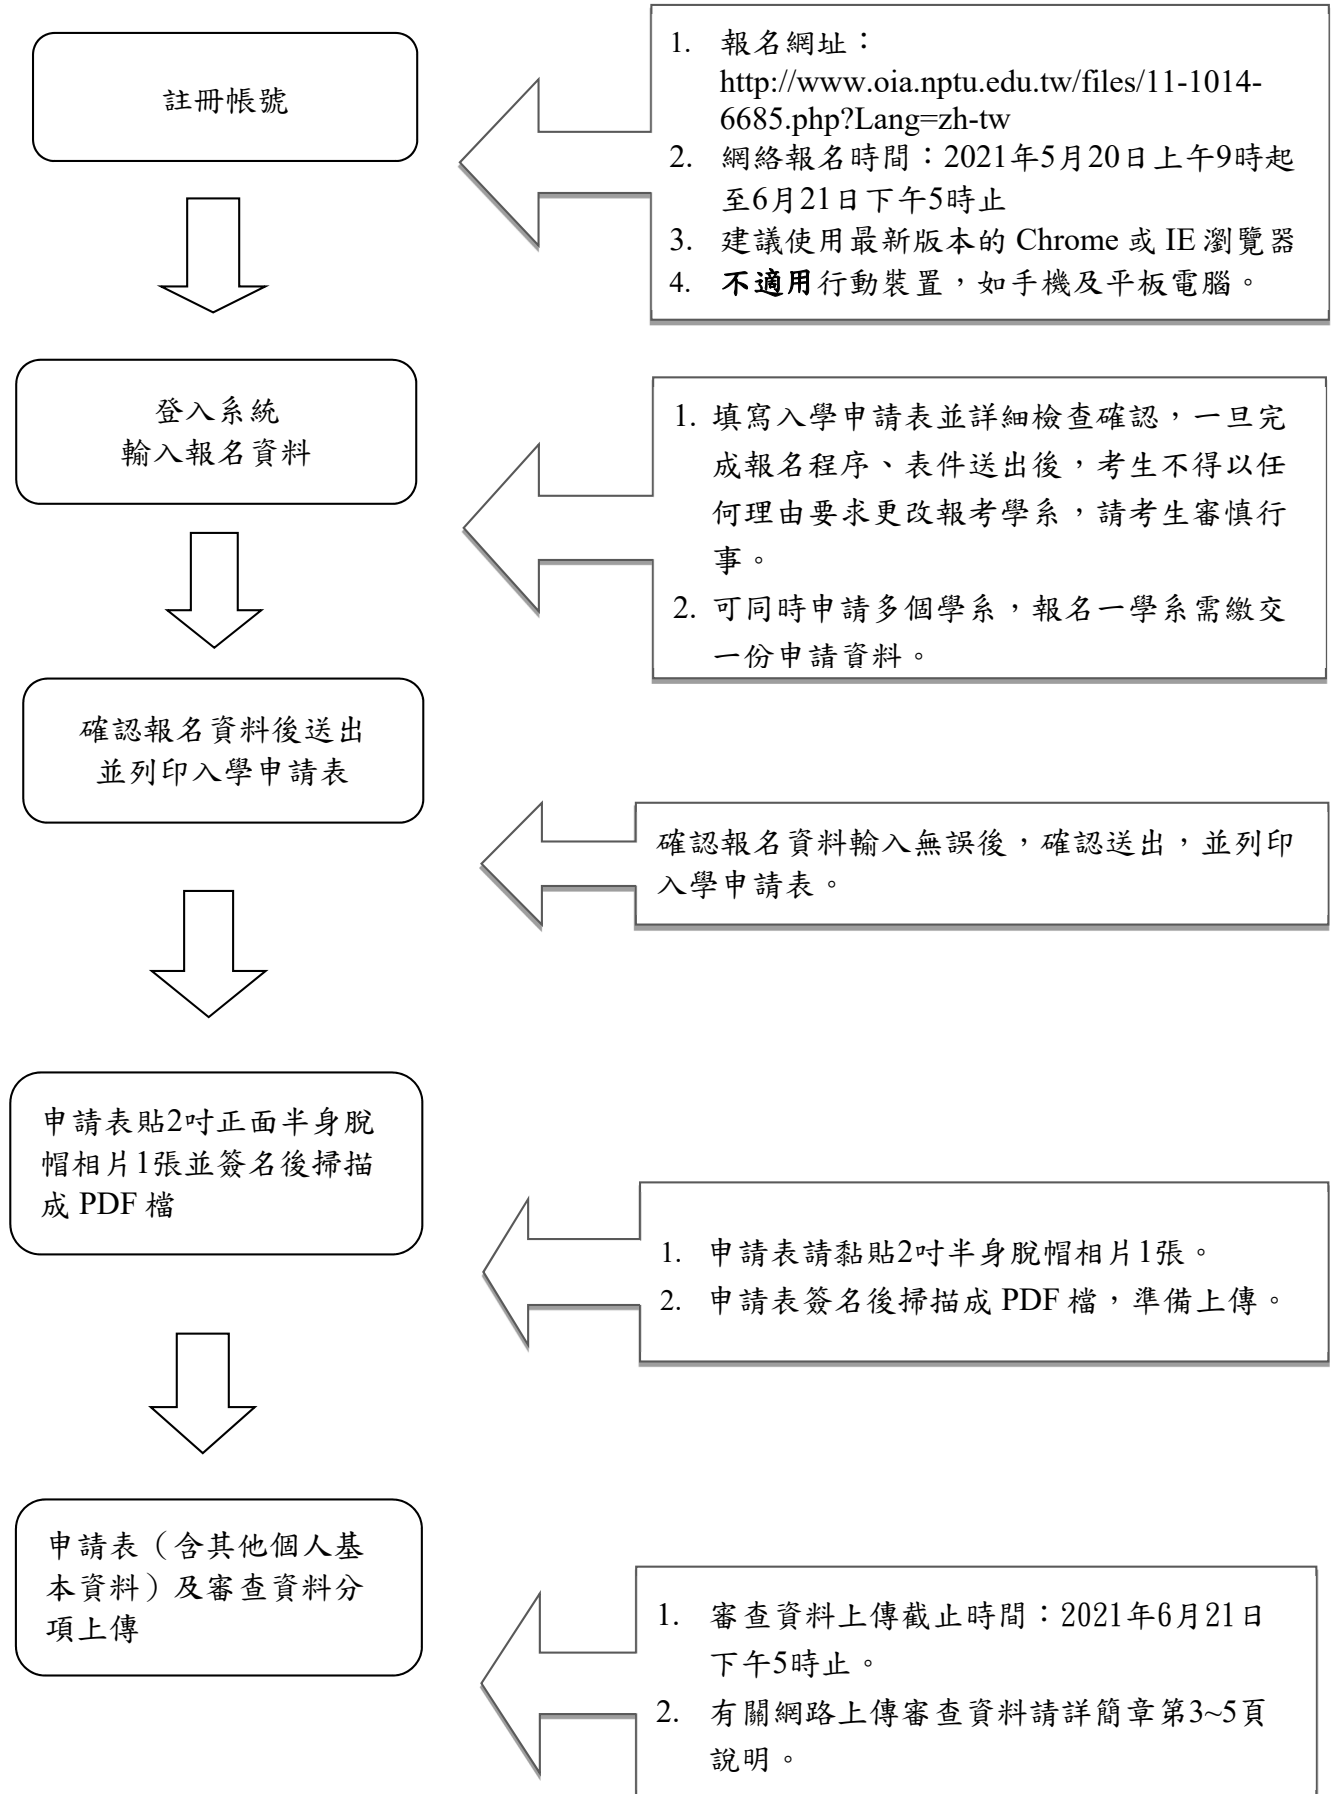 註冊帳號
1. 報名網址：
http://www.oia.nptu.edu.tw/files/11-1014-
6685.php?Lang=zh-tw
2. 網絡報名時間：2021年5月20日上午9時起
至6月21日下午5時止
3. 建議使用最新版本的 Chrome 或 IE 瀏覽器
4. 不適用行動裝置，如手機及平板電腦。
登入系統
輸入報名資料
1. 填寫入學申請表並詳細檢查確認，一旦完
成報名程序、表件送出後，考生不得以任
何理由要求更改報考學系，請考生審慎行
事。
2. 可同時申請多個學系，報名一學系需繳交
一份申請資料。
確認報名資料後送出
並列印入學申請表
確認報名資料輸入無誤後，確認送出，並列印
入學申請表。
申請表貼2吋正面半身脫
帽相片1張並簽名後掃描
成 PDF 檔
1. 申請表請黏貼2吋半身脫帽相片1張。
2. 申請表簽名後掃描成 PDF 檔，準備上傳。
申請表（含其他個人基
本資料）及審查資料分
項上傳
1. 審查資料上傳截止時間：2021年6月21日
下午5時止。
2. 有關網路上傳審查資料請詳簡章第3~5頁
說明。